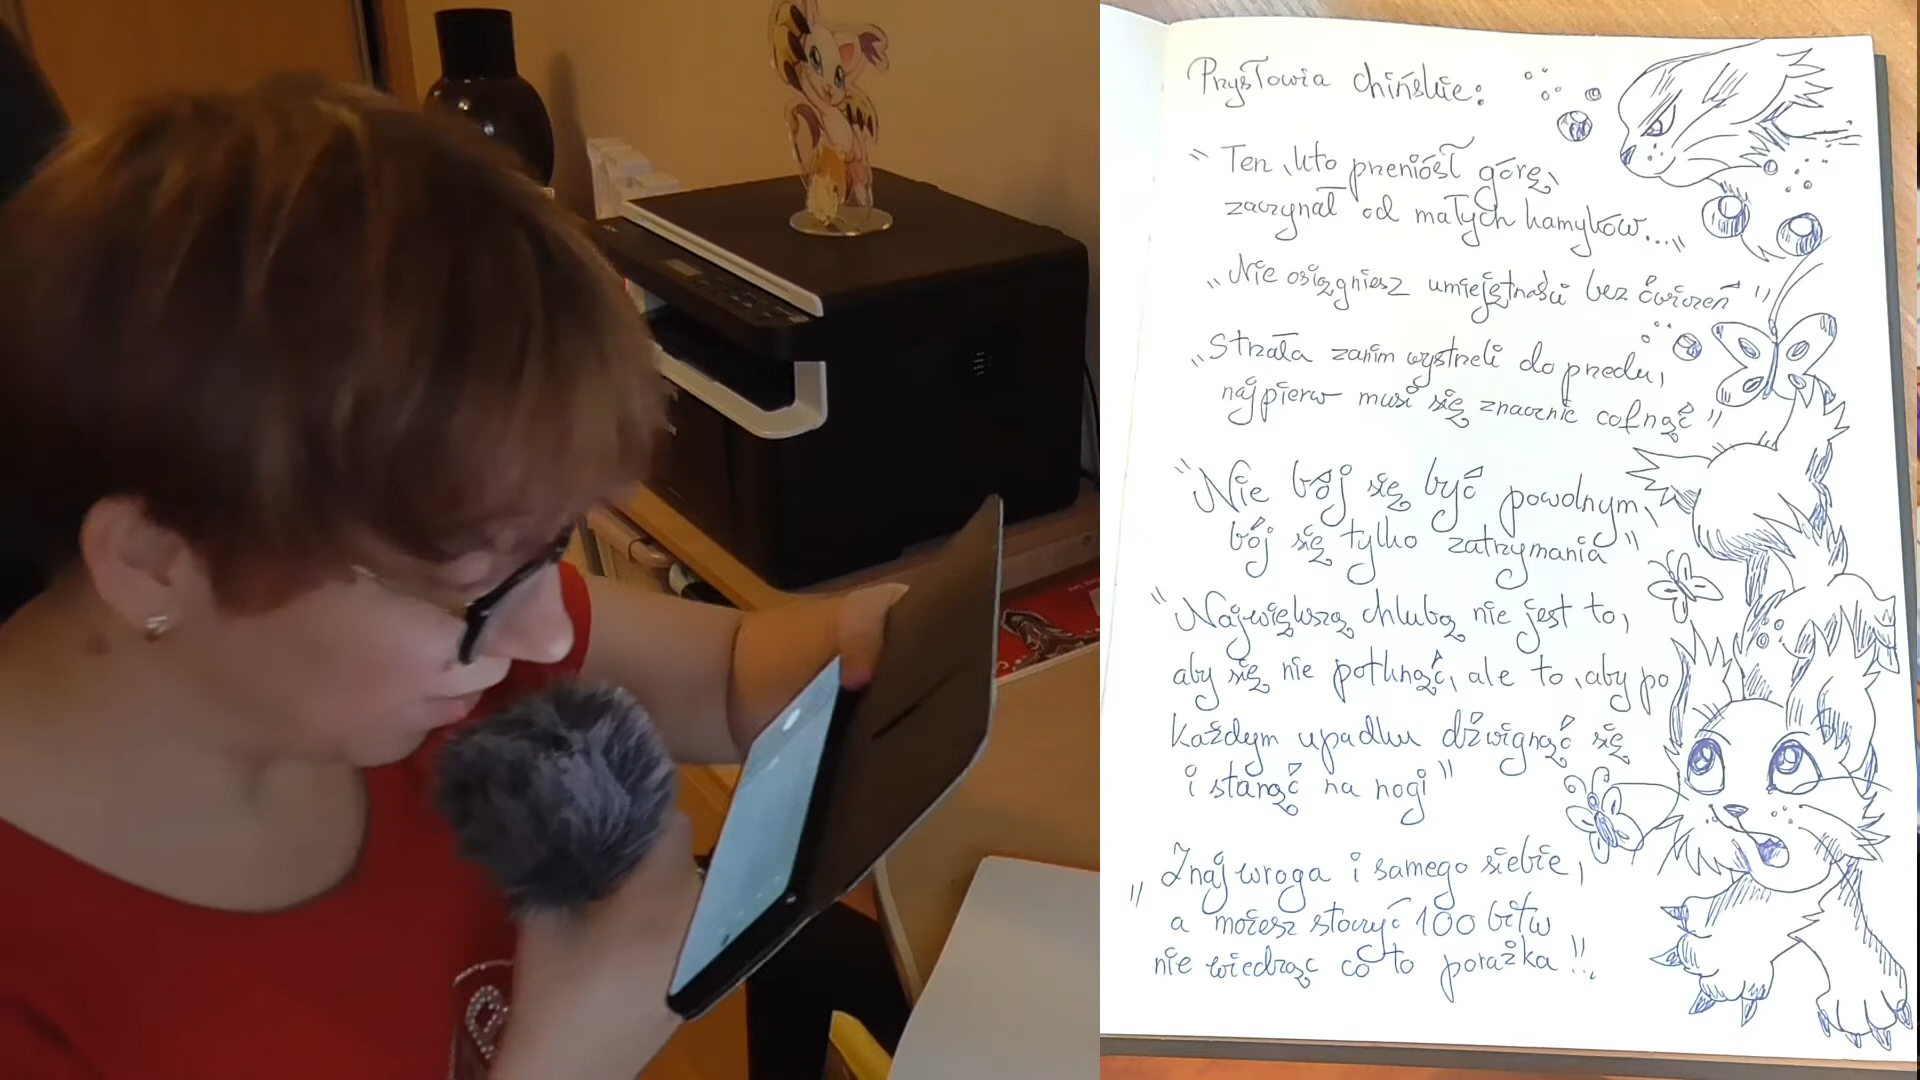 Przysłowia chińskie:
"Ten, kto przeniósł górę,
zaczynał od małych kamyków..."
"Nie osiągniesz umiejętności bez ćwiczeń"
"Strzała zanim wystrzeli do przodu,
najpierw musi się znacznie cofnąć"
"Nie bój się być powolnym,
bój się tylko zatrzymania"
"Największą chlubą nie jest to,
aby się nie potknąć, ale to, aby po
każdym upadku dźwignąć się
i stanąć na nogi"
"Znaj wroga i samego siebie,
a możesz stoczyć 100 bitw
nie wiedząc co to porażka!"